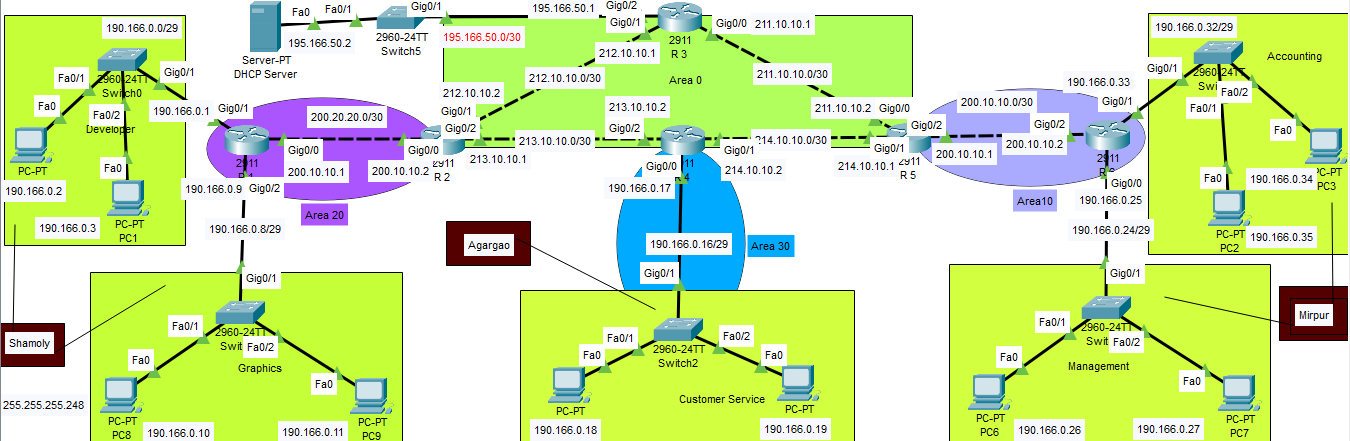 190.166.0.0/29
2960-24TT
Switch0
Fa0/1
Gig0/1
Fa0/2
Fa0
Developer
190.166.0.1
Gig0/1
PC-PT
190.166.0.2
Fa0
PC-PT
PC1
190.166.0.3
Shamoly
255.255.255.248
Server-PT
DHCP Server
Fa0
Fa0/1
195.166.50.2
2960-24TT
Switch5
Gig0/1
195.166.50.0/30
195.166.50.1
Gig0/2
Gig0/1
Gig0/0
2911
R 3
212.10.10.1
211.10.10.1
212.10.10.0/30
211.10.10.0/30
Area 0
212.10.10.2
Gig0/1
Gig0/2
213.10.10.2
Gig0/2
211.10.10.2
Gig0/0
200.20.20.0/30
2911
Gig0/0
200.10.10.1
Gig0/0
200.10.10.2
2911
R 2
213.10.10.1
213.10.10.0/30
214.10.10.0/30
Gig0/1
214.10.10.2
Gig0/1
214.10.10.1
2911
R 5
Gig0/2
200.10.10.0/30
200.10.10.1
Gig0/2
200.10.10.2
2911
Gig0/1
190.166.0.33
Gig0/0
190.166.0.25
Area10
Area 20
190.166.0.9
Gig0/2
190.166.0.8/29
Gig0/0
R 4
190.166.0.17
190.166.0.16/29
Area 30
Agargao
190.166.0.24/29
190.166.0.32/29
Accounting
Gig0/1
2960-24TT
Fa0/2
Fa0/1
Fa0
PC-PT
PC3
190.166.0.34
Fa0
PC-PT
PC2
190.166.0.35
Mirpur
Gig0/1
2960-24TT
Fa0/1
Fa0/2
Graphics
Fa0
PC-PT
PC8
190.166.0.10
Fa0
PC-PT
PC9
190.166.0.11
Gig0/1
2960-24TT
Switch2
Fa0/1
Fa0/2
Fa0
PC-PT
190.166.0.18
Fa0
PC-PT
190.166.0.19
Customer Service
Gig0/1
2960-24TT
Fa0/1
Fa0/2
Management
Fa0
PC-PT
PC6
190.166.0.26
Fa0
PC-PT
PC7
190.166.0.27